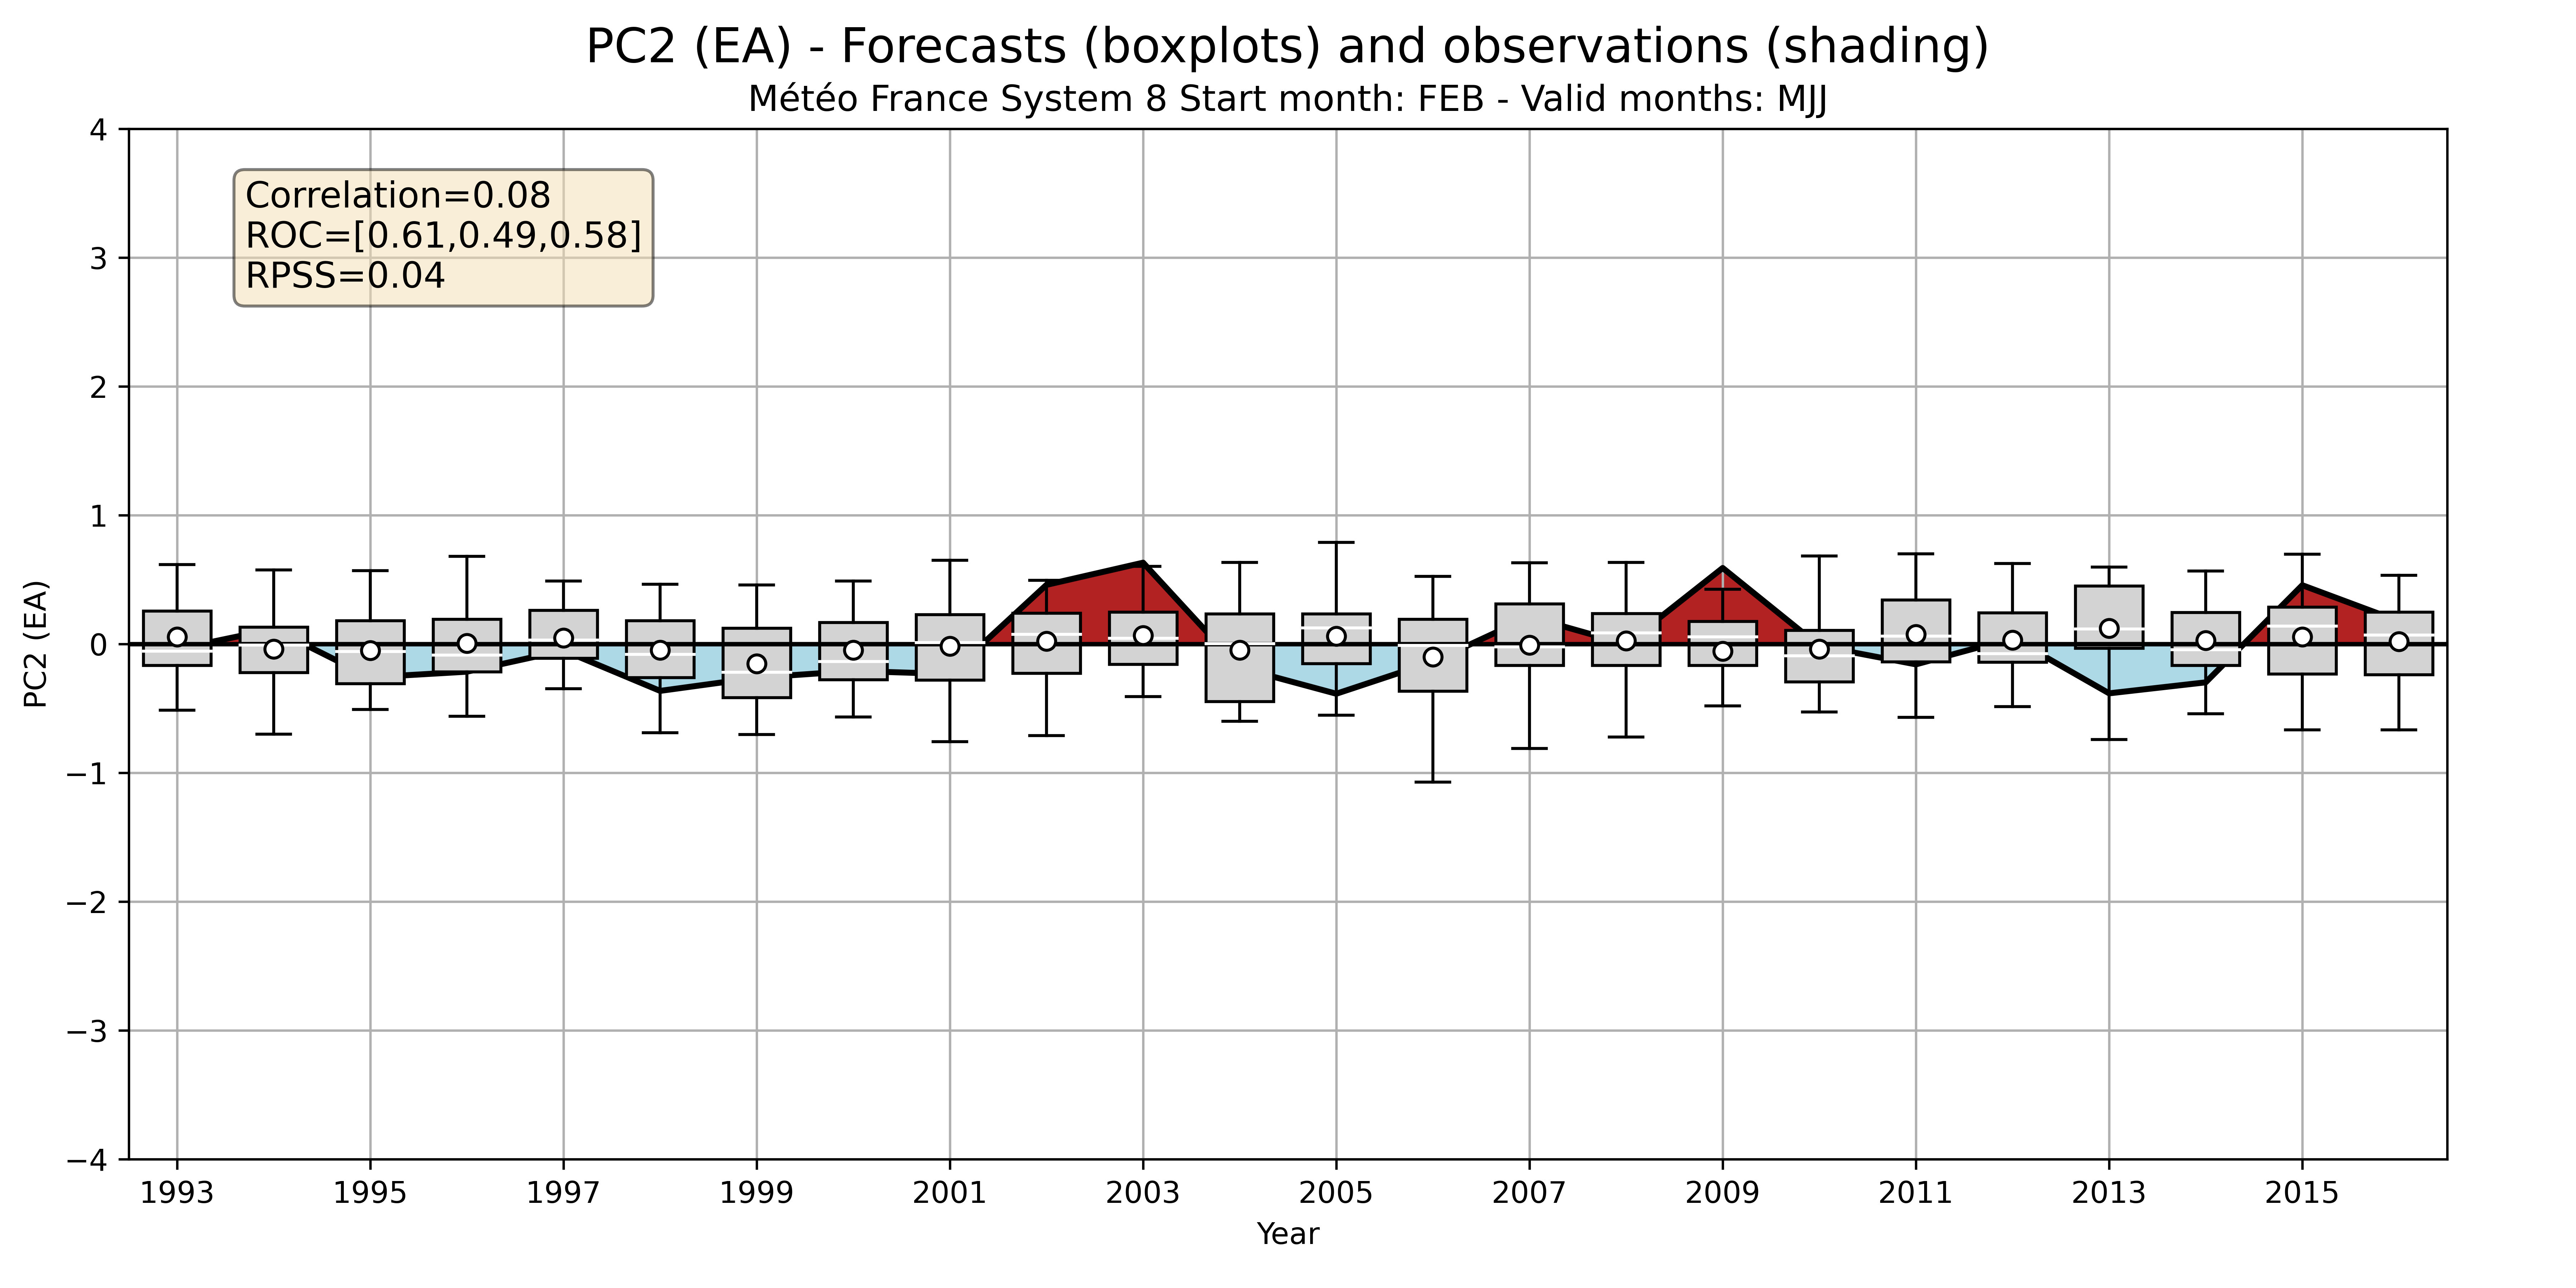 PC2 (EA) - Forecasts (boxplots) and observations (shading)
Météo France System 8 Start month: FEB - Valid months: MJJ
Correlation=0.08
ROC=[0.61,0.49,0.58]
RPSS=0.04
PC2 (EA)
4
3
2
1
0
−1
−2
−3
−4
1993 1995 1997 1999 2001 2003 2005 2007 2009 2011 2013 2015
Year